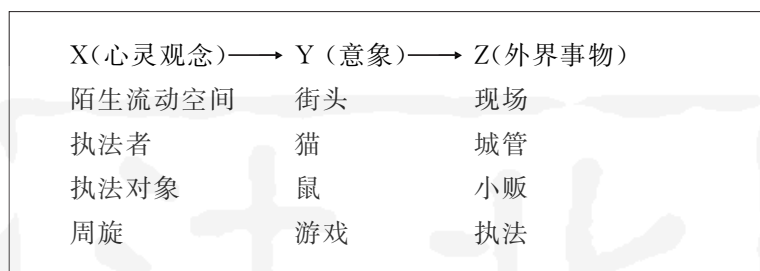 X(心灵观念)⟶ Y (意象)⟶ Z(外界事物)
陌生流动空间 街头 现场
执法者 猫 城管
执法对象 鼠 小贩
周旋 游戏 执法